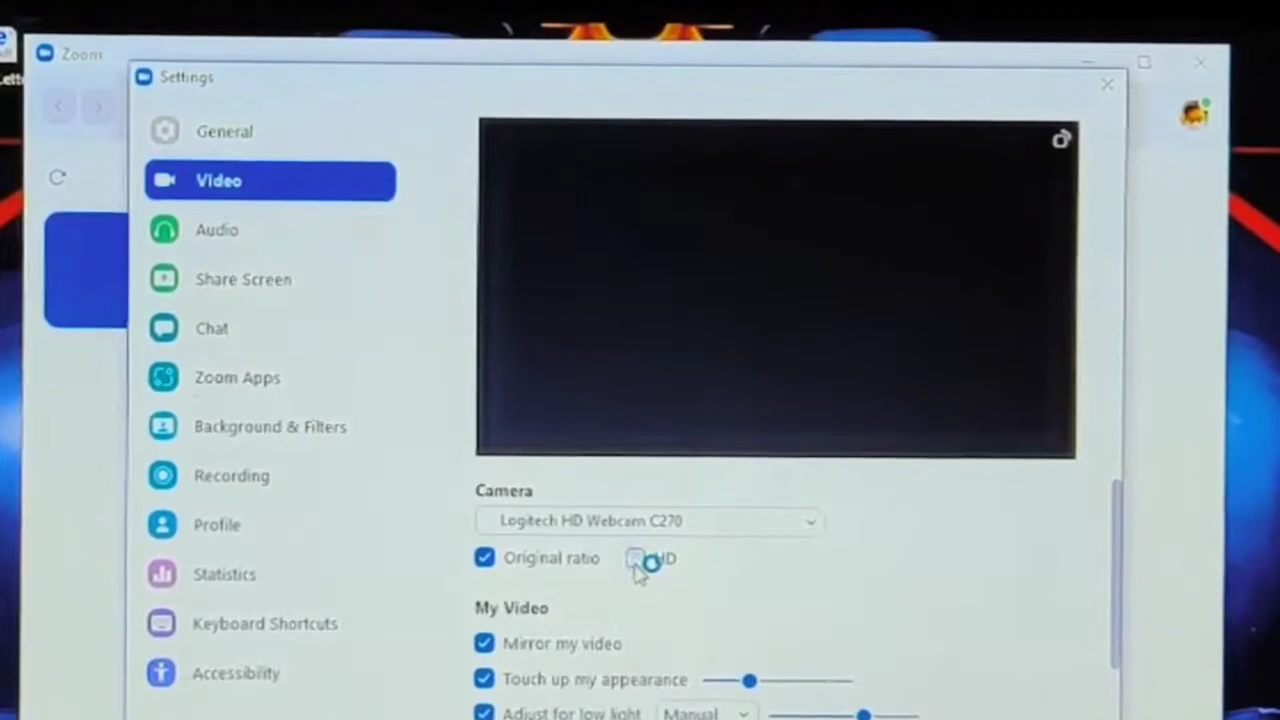 Zoom
Settings
General
Video
Audio
Share Screen
Chat
Zoom Apps
Background & Filters
Recording
Profile
Statistics
Keyboard Shortcuts
Accessibility
Camera
Logitech HD Webcam C270
Original ratio
HD
My Video
Mirror my video
Touch up my appearance
Adjust for low light
Manual